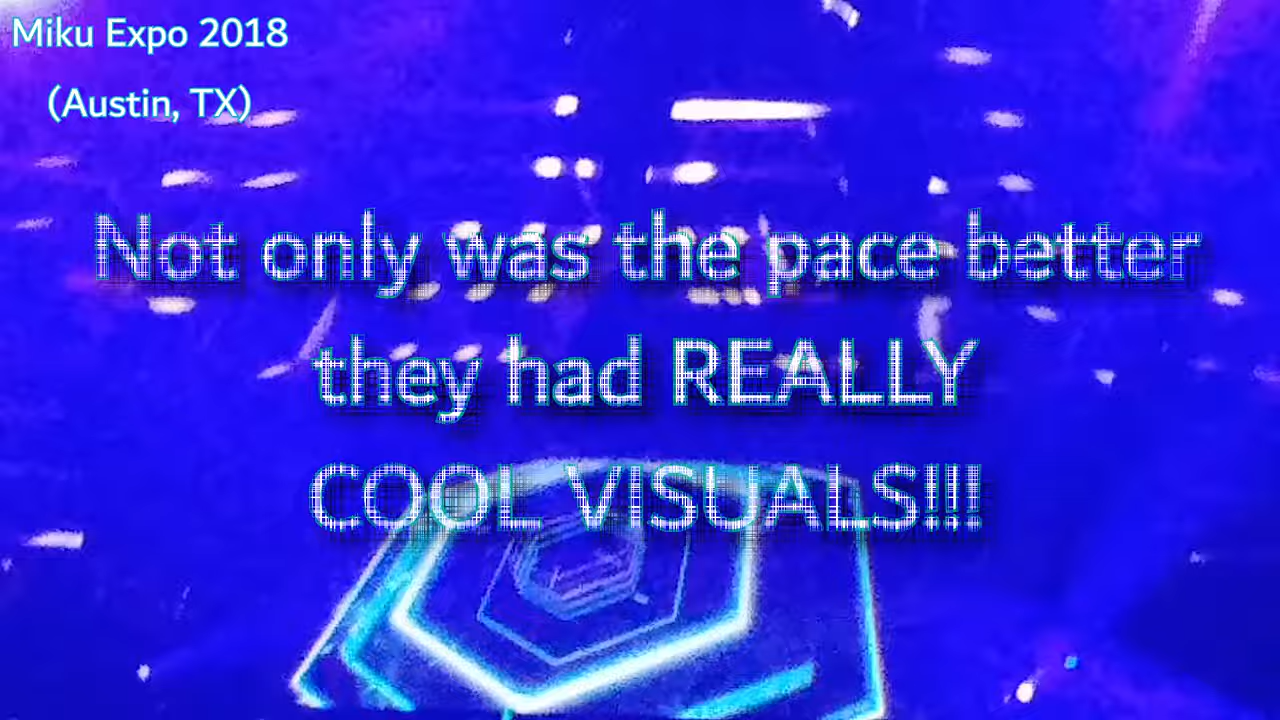 Miku Expo 2018
(Austin, TX)
Not only was the pace better
they had REALLY
COOL VISUALS!!!